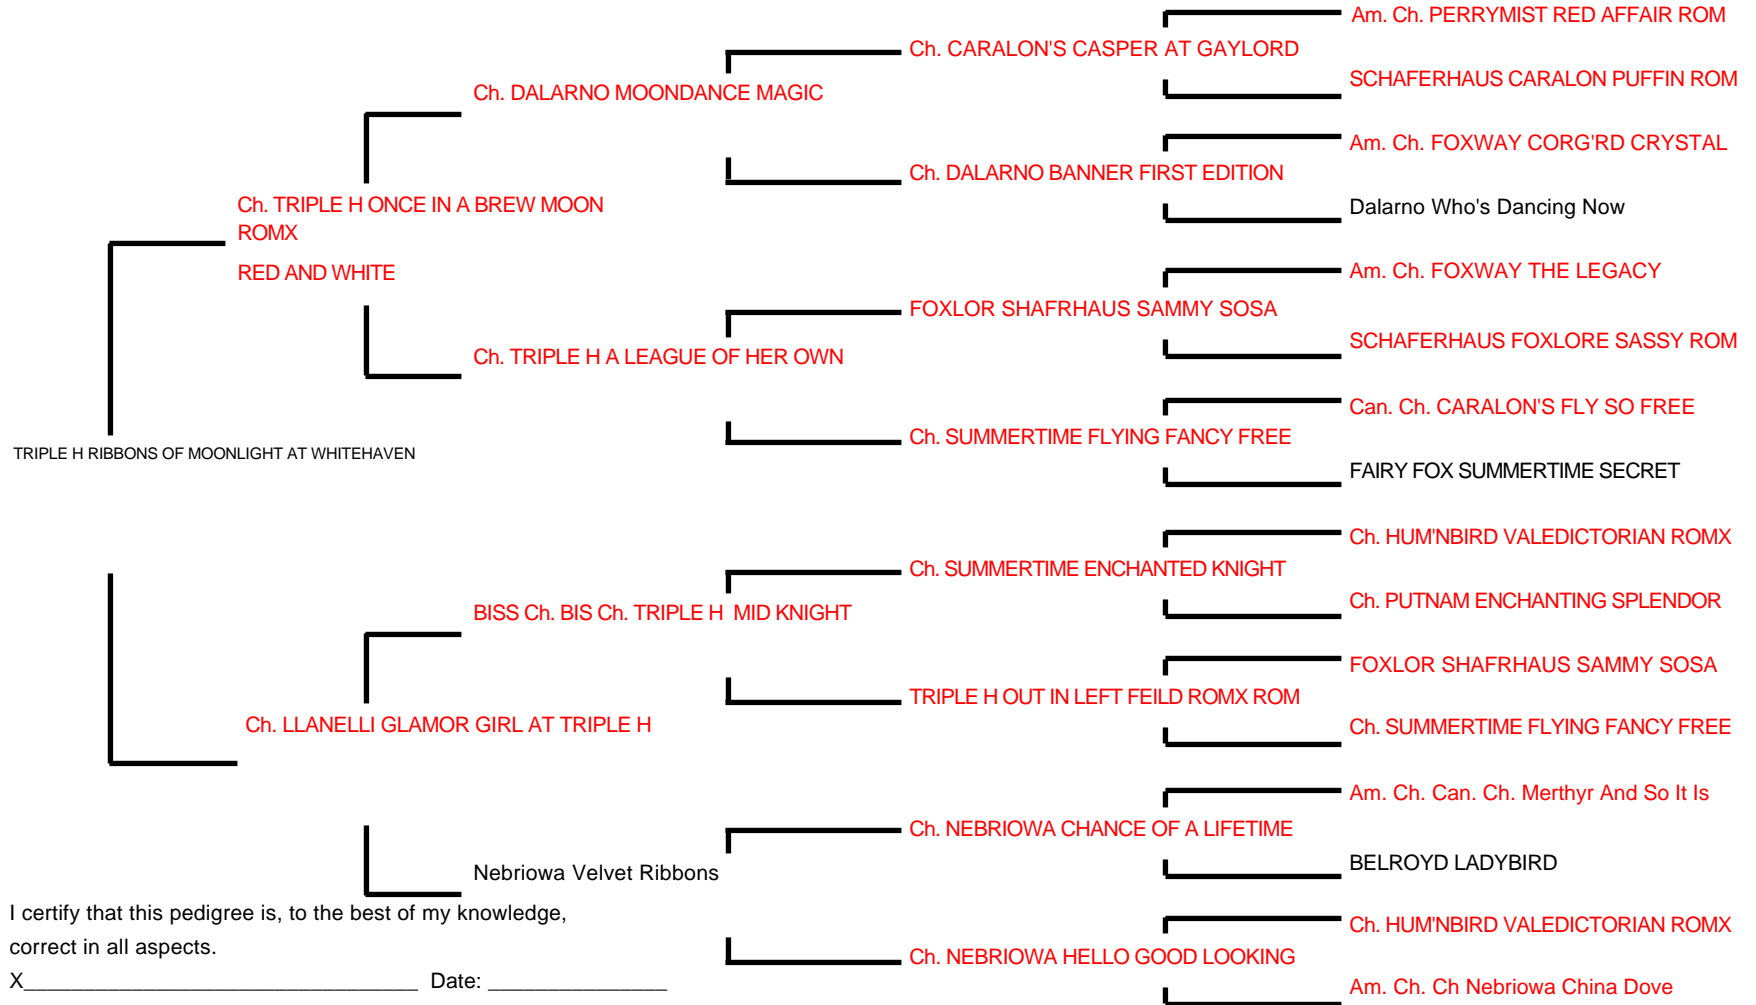 Am. Ch. PERRYMIST RED AFFAIR ROM
Ch. CARALON'S CASPER AT GAYLORD
SCHAFERHAUS CARALON PUFFIN ROM
Ch. DALARNO MOONDANCE MAGIC
Am. Ch. FOXWAY CORG'RD CRYSTAL
Ch. DALARNO BANNER FIRST EDITION
Dalarno Who's Dancing Now
Ch. TRIPLE H ONCE IN A BREW MOON
ROMX
RED AND WHITE
Am. Ch. FOXWAY THE LEGACY
FOXLOR SHAFRHAUS SAMMY SOSA
SCHAFERHAUS FOXLORE SASSY ROM
Ch. TRIPLE H A LEAGUE OF HER OWN
Can. Ch. CARALON'S FLY SO FREE
Ch. SUMMERTIME FLYING FANCY FREE
FAIRY FOX SUMMERTIME SECRET
TRIPLE H RIBBONS OF MOONLIGHT AT WHITEHAVEN
Ch. HUM'NBIRD VALEDICTORIAN ROMX
Ch. SUMMERTIME ENCHANTED KNIGHT
Ch. PUTNAM ENCHANTING SPLENDOR
BISS Ch. BIS Ch. TRIPLE H  MID KNIGHT
FOXLOR SHAFRHAUS SAMMY SOSA
TRIPLE H OUT IN LEFT FEILD ROMX ROM
Ch. SUMMERTIME FLYING FANCY FREE
Ch. LLANELLI GLAMOR GIRL AT TRIPLE H
Am. Ch. Can. Ch. Merthyr And So It Is
Ch. NEBRIOWA CHANCE OF A LIFETIME
BELROYD LADYBIRD
Nebriowa Velvet Ribbons
Ch. HUM'NBIRD VALEDICTORIAN ROMX
Ch. NEBRIOWA HELLO GOOD LOOKING
Am. Ch. Ch Nebriowa China Dove
I certify that this pedigree is, to the best of my knowledge,
correct in all aspects.
X_________________________________ Date: _______________